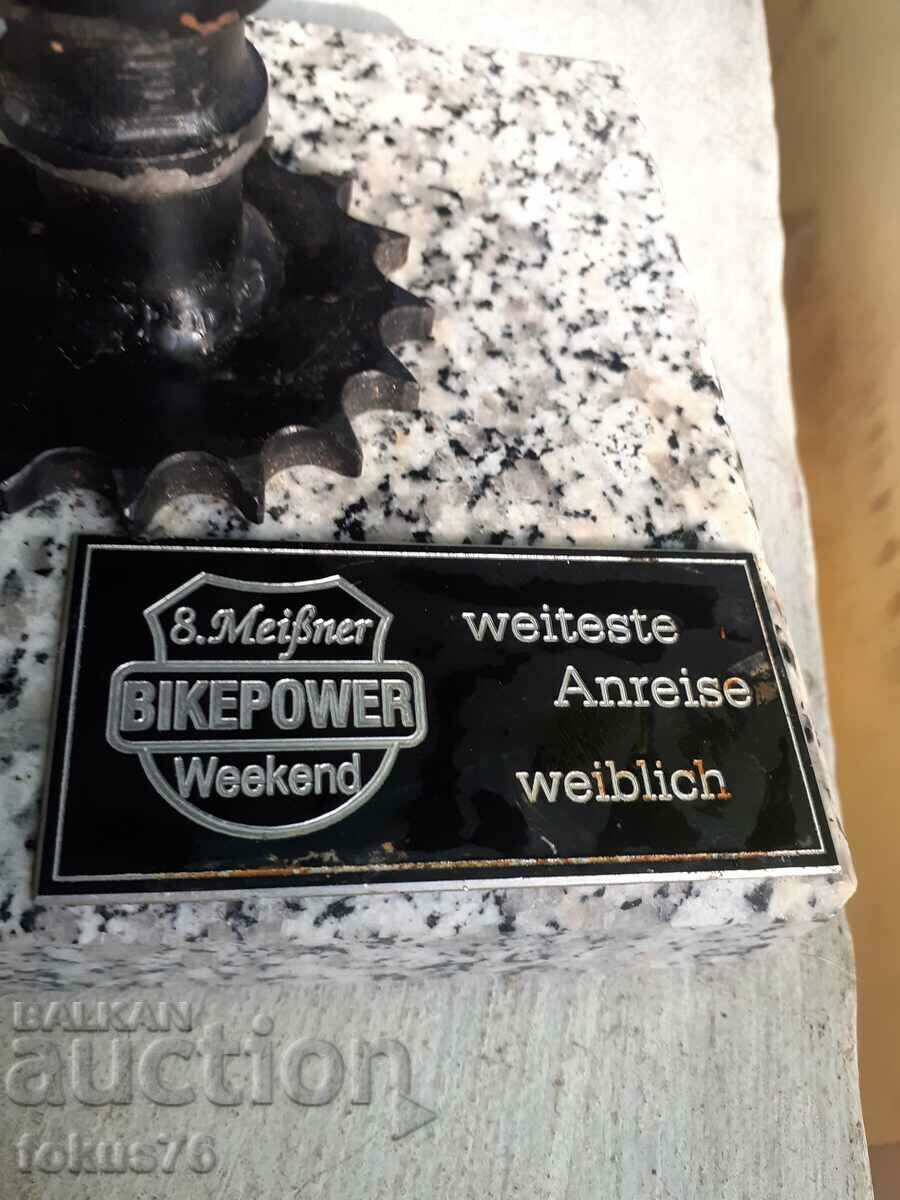 8.Meißner
BIKEPOWER
Weekend
weiteste
Anreise
weiblich
BALKAN
auction
fokus76